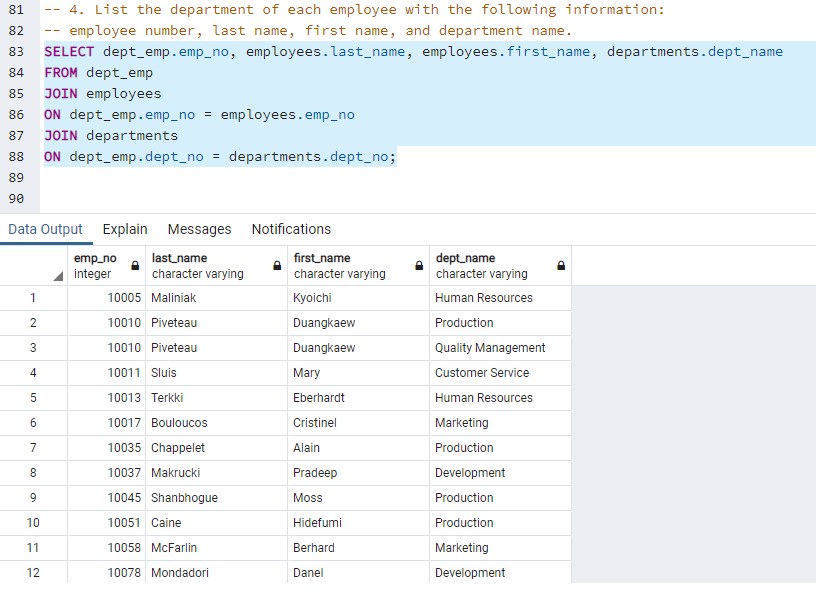 81 -- 4. List the department of each employee with the following information:
82 -- employee number, last name, first name, and department name.
83 SELECT dept_emp.emp_no, employees.last_name, employees.first_name, departments.dept_name
84 FROM dept_emp
85 JOIN employees
86 ON dept_emp.emp_no = employees.emp_no
87 JOIN departments
88 ON dept_emp.dept_no = departments.dept_no;
89
90
Data Output Explain Messages Notifications
emp_no last_name first_name dept_name
integer character varying character varying character varying
1 10005 Maliniak Kyoichi Human Resources
2 10010 Piveteau Duangkaew Production
3 10010 Piveteau Duangkaew Quality Management
4 10011 Sluis Mary Customer Service
5 10013 Terkki Eberhardt Human Resources
6 10017 Bouloucos Cristinel Marketing
7 10035 Chappelet Alain Production
8 10037 Makrucki Pradeep Development
9 10045 Shanbhogue Moss Production
10 10051 Caine Hidefumi Production
11 10058 McFarlin Berhard Marketing
12 10078 Mondadori Danel Development